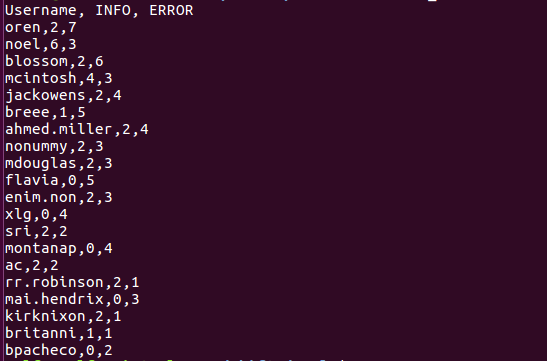 Username, INFO, ERROR
oren,2,7
noel,6,3
blossom,2,6
mcintosh,4,3
jackowens,2,4
breee,1,5
ahmed.miller,2,4
nonummy,2,3
mdouglas,2,3
flavia,0,5
enim.non,2,3
xlg,0,4
sri,2,2
montanap,0,4
ac,2,2
rr.robinson,2,1
mai.hendrix,0,3
kirknixon,2,1
britanni,1,1
bpacheco,0,2